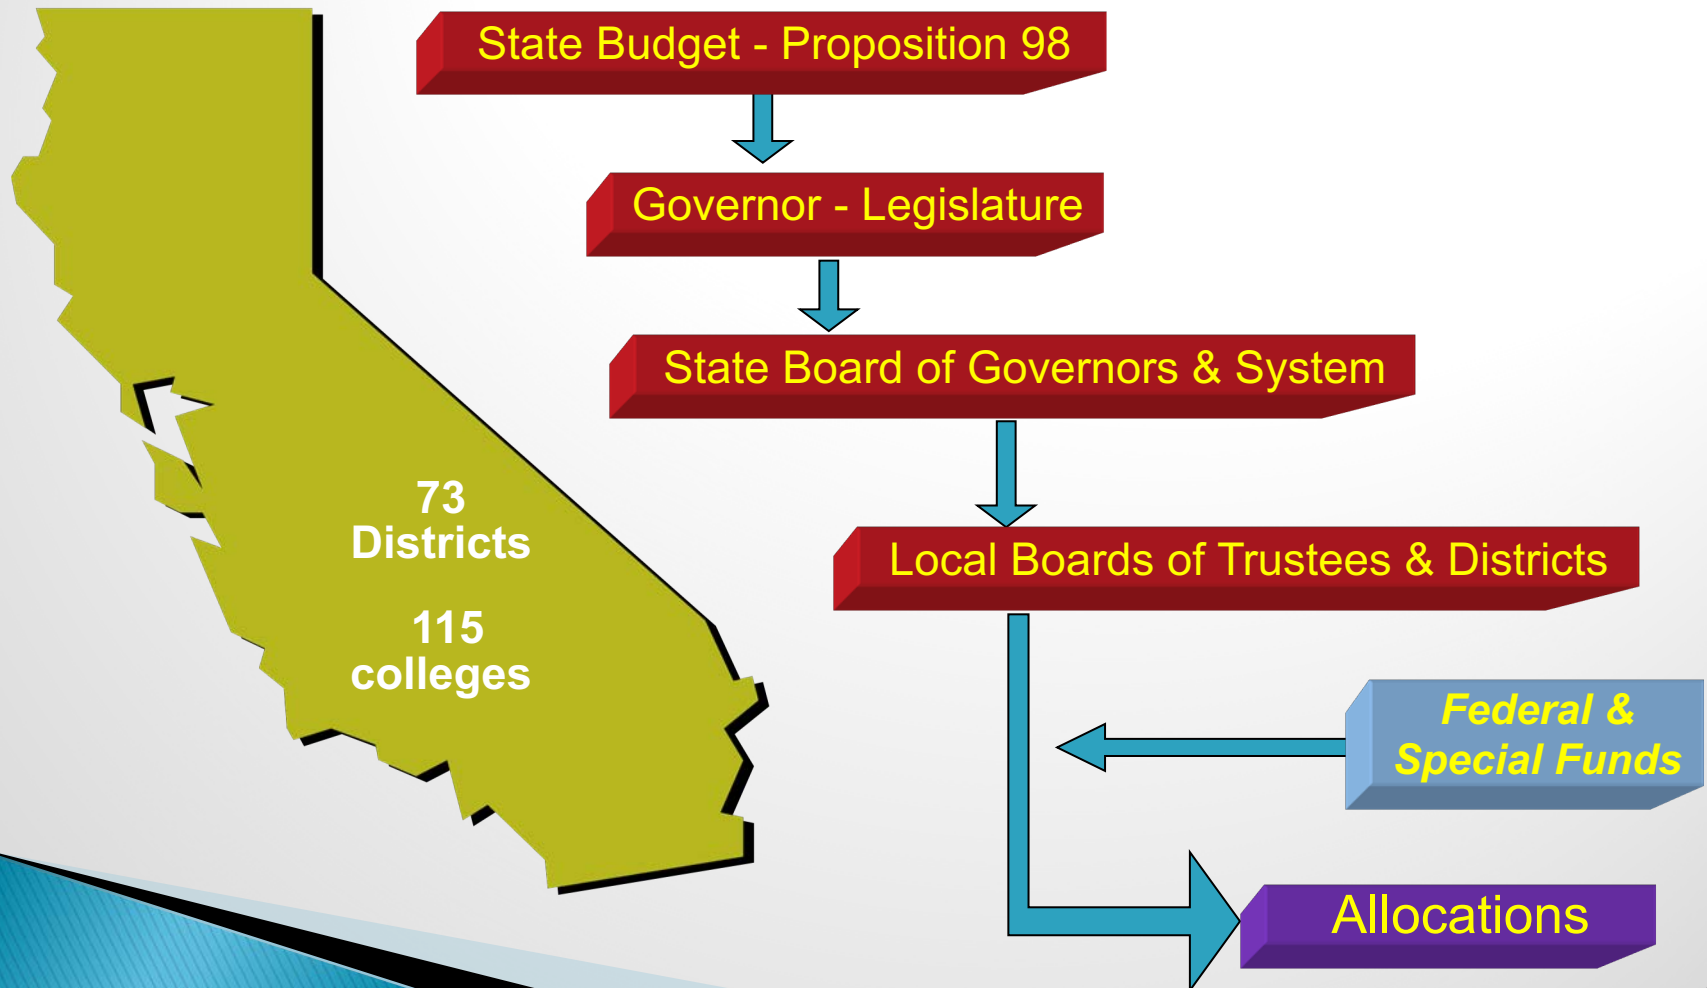 State Budget - Proposition 98
Governor - Legislature
State Board of Governors & System
73
Districts
115
colleges
Local Boards of Trustees & Districts
Federal &
Special Funds
Allocations